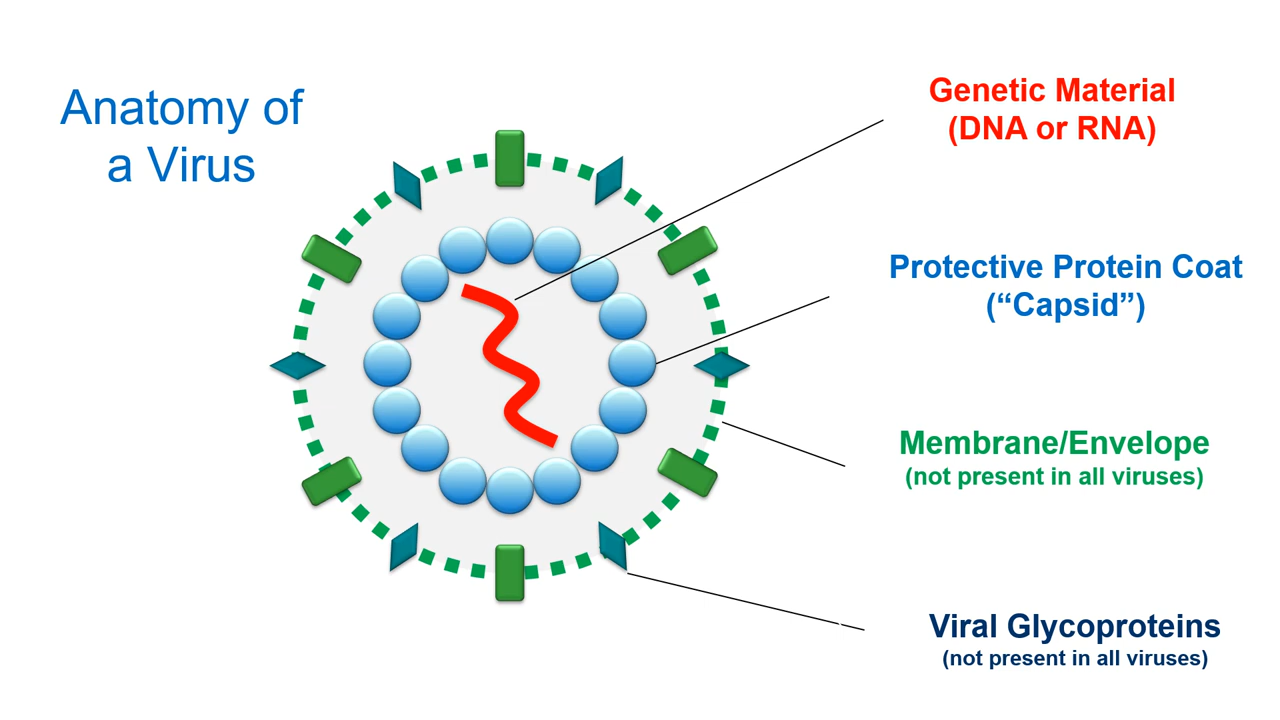 Anatomy of
a Virus
Genetic Material
(DNA or RNA)
Protective Protein Coat
(“Capsid”)
Membrane/Envelope
(not present in all viruses)
Viral Glycoproteins
(not present in all viruses)